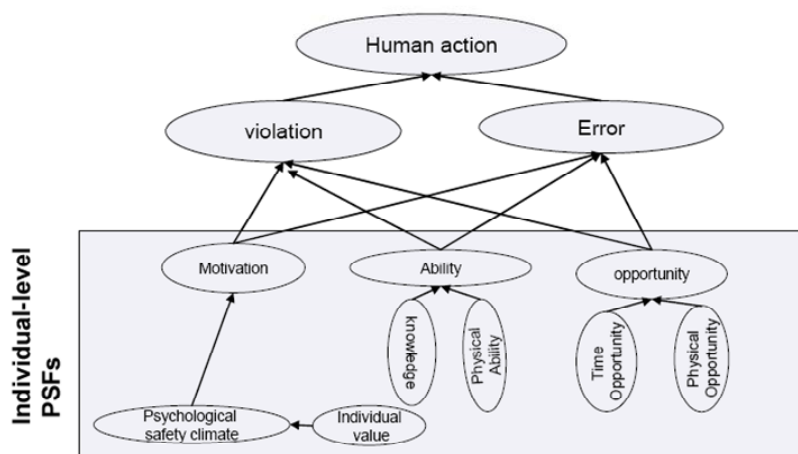 Human action
violation
Error
Individual-level
PSFs
Motivation
Ability
opportunity
knowledge
Physical
Ability
Time
Opportunity
Physical
Opportunity
Psychological
safety climate
Individual
value